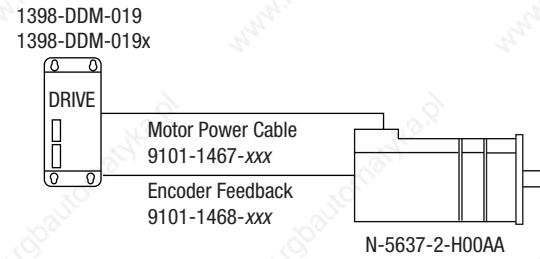 1398-DDM-019
1398-DDM-019x
DRIVE
Motor Power Cable
9101-1467-xxx
Encoder Feedback
9101-1468-xxx
N-5637-2-H00AA